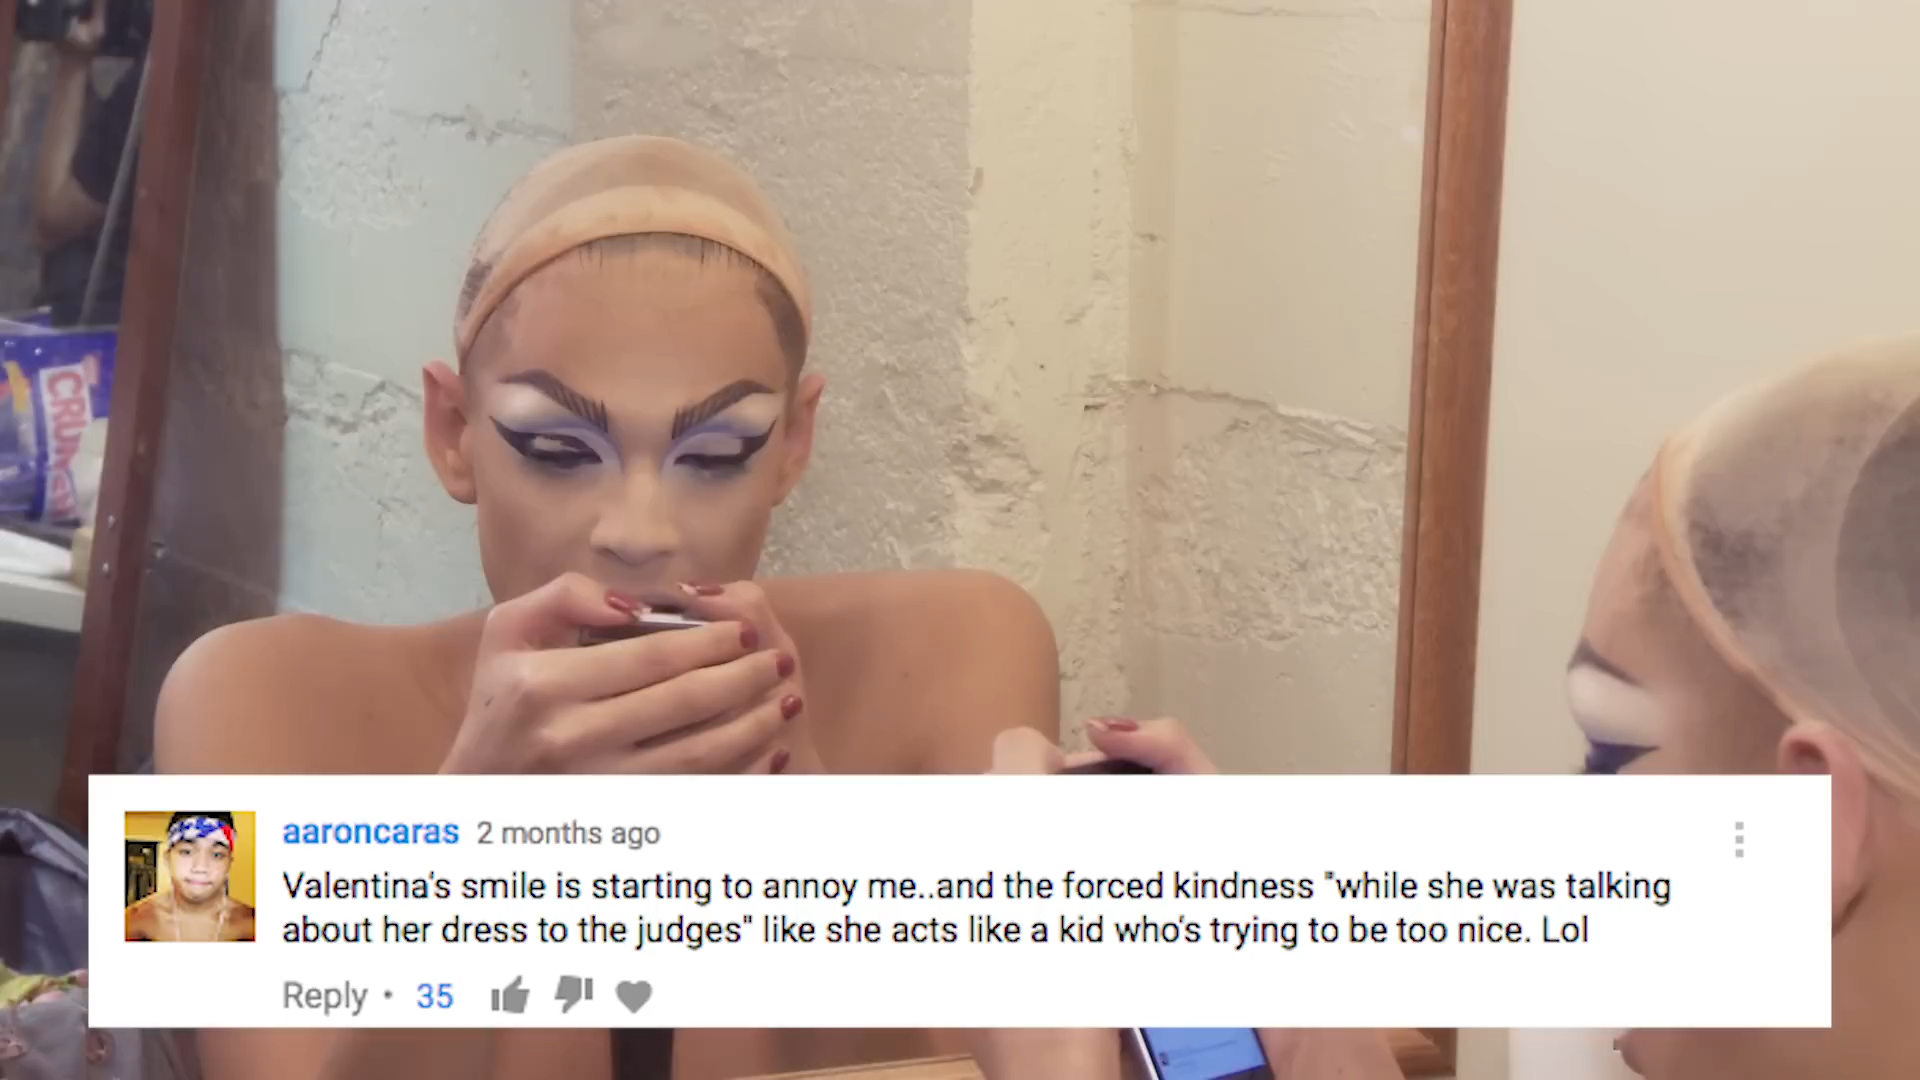 CRUNCH
aaroncaras 2 months ago
Valentina's smile is starting to annoy me..and the forced kindness "while she was talking
about her dress to the judges" like she acts like a kid who's trying to be too nice. Lol
Reply • 35